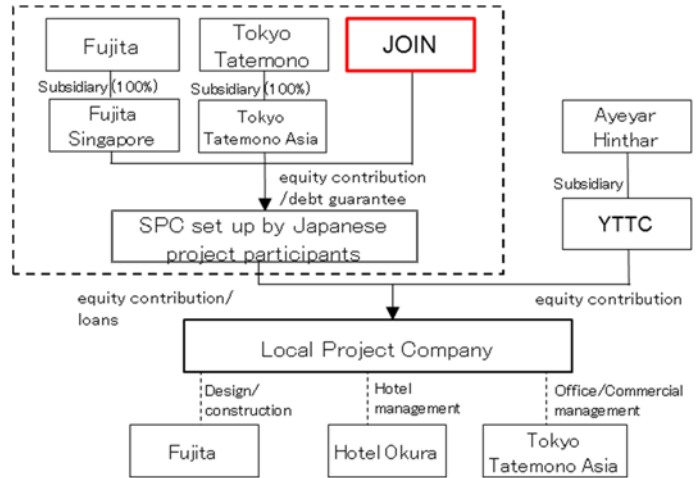 Fujita
Tokyo
Tatemono
JOIN
Subsidiary(100%)
Subsidiary(100%)
Fujita
Singapore
Tokyo
Tatemono Asia
Ayeyar
Hinthar
equity contribution
/debt guarantee
Subsidiary
SPC set up by Japanese
project participants
YTTC
equity contribution/
loans
equity contribution
Local Project Company
Design/
construction
Hotel
management
Office/Commercial
management
Fujita
Hotel Okura
Tokyo
Tatemono Asia